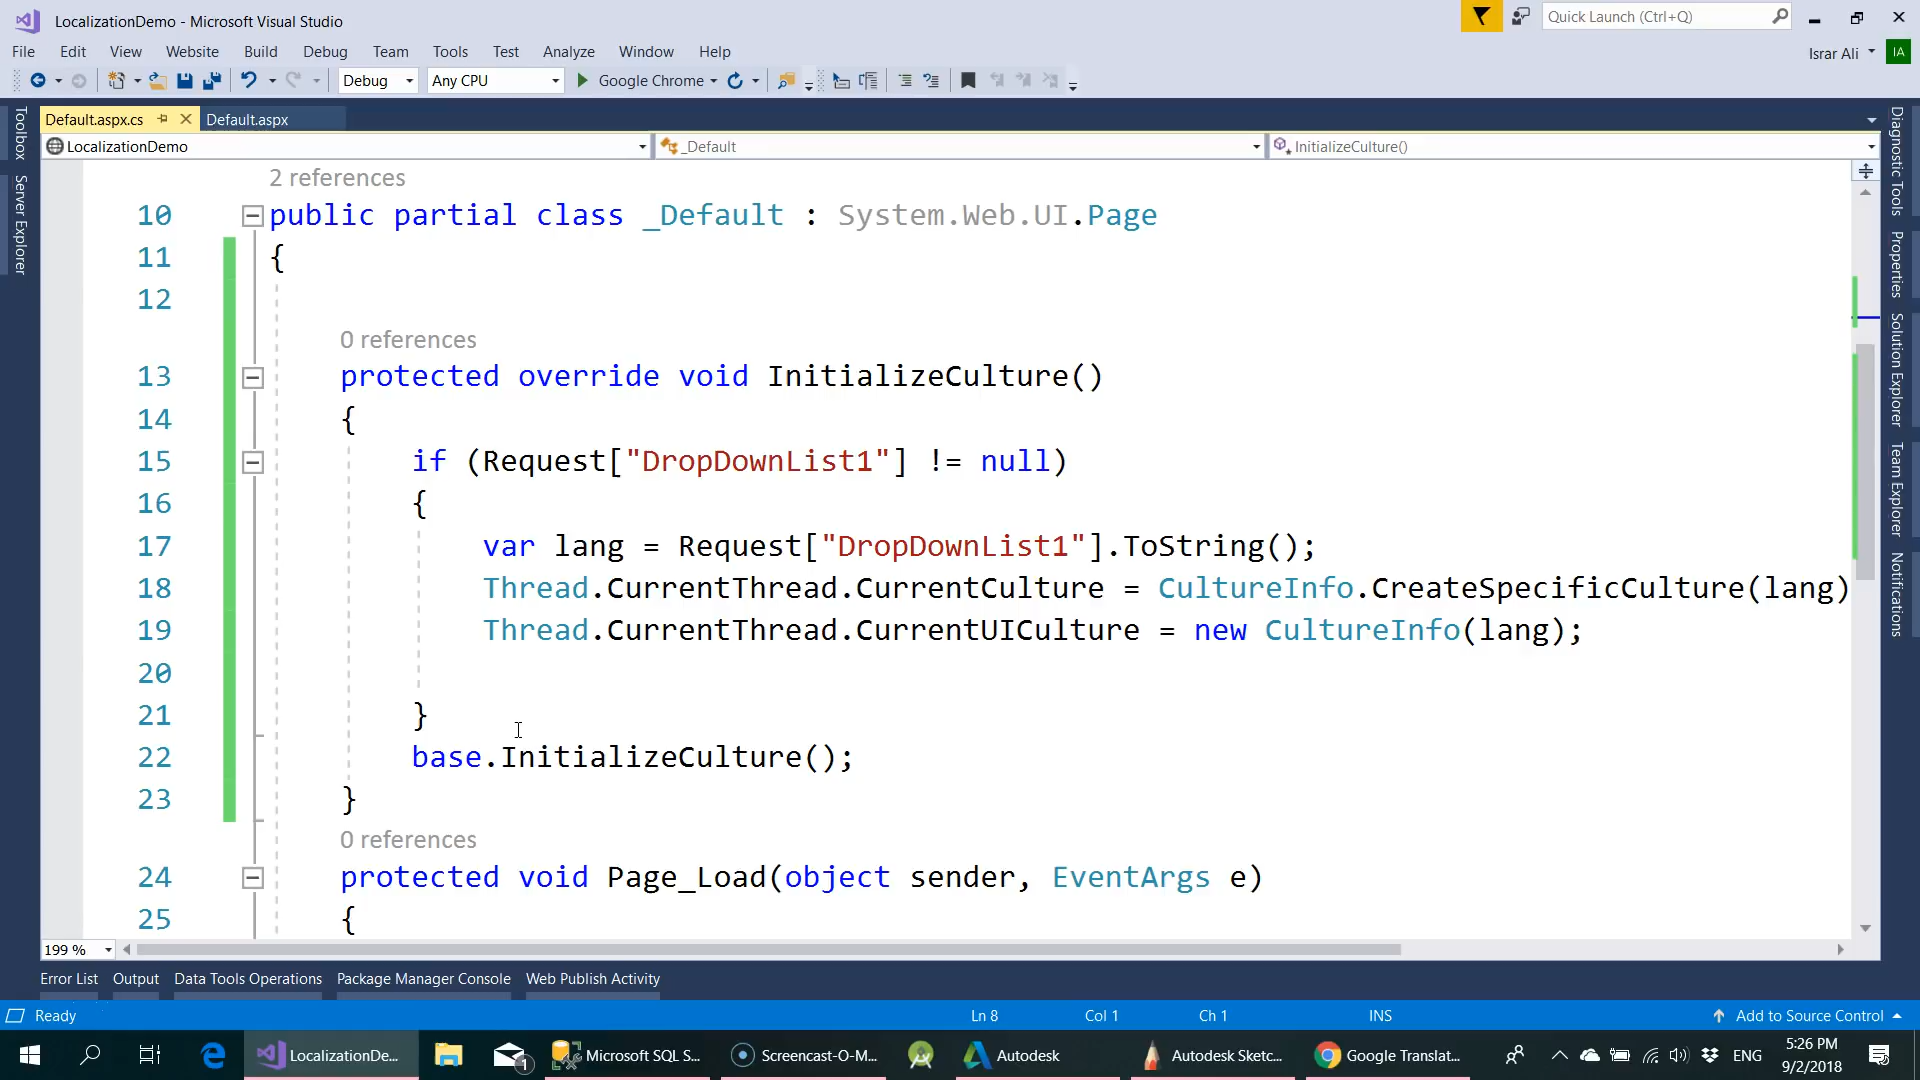 LocalizationDemo - Microsoft Visual Studio
Quick Launch (Ctrl+Q)
File Edit View Website Build Debug Team Tools Test Analyze Window Help
Israr Ali IA
Debug Any CPU Google Chrome
Default.aspx.cs Default.aspx
LocalizationDemo _Default InitializeCulture()
Toolbox
Server Explorer
2 references
10 public partial class _Default : System.Web.UI.Page
11 {
12
0 references
13 protected override void InitializeCulture()
14 {
15 if (Request["DropDownList1"] != null)
16 {
17 var lang = Request["DropDownList1"].ToString();
18 Thread.CurrentThread.CurrentCulture = CultureInfo.CreateSpecificCulture(lang)
19 Thread.CurrentThread.CurrentUICulture = new CultureInfo(lang);
20
21 }
22 base.InitializeCulture();
23 }
0 references
24 protected void Page_Load(object sender, EventArgs e)
25 {
Diagnostic Tools
Properties
Solution Explorer
Team Explorer
Notifications
199 %
Error List Output Data Tools Operations Package Manager Console Web Publish Activity
Ready Ln 8 Col 1 Ch 1 INS Add to Source Control
LocalizationDe... 1 Microsoft SQL S... Screencast-O-M... Autodesk Autodesk Sketc... Google Translat... ENG 5:26 PM
9/2/2018